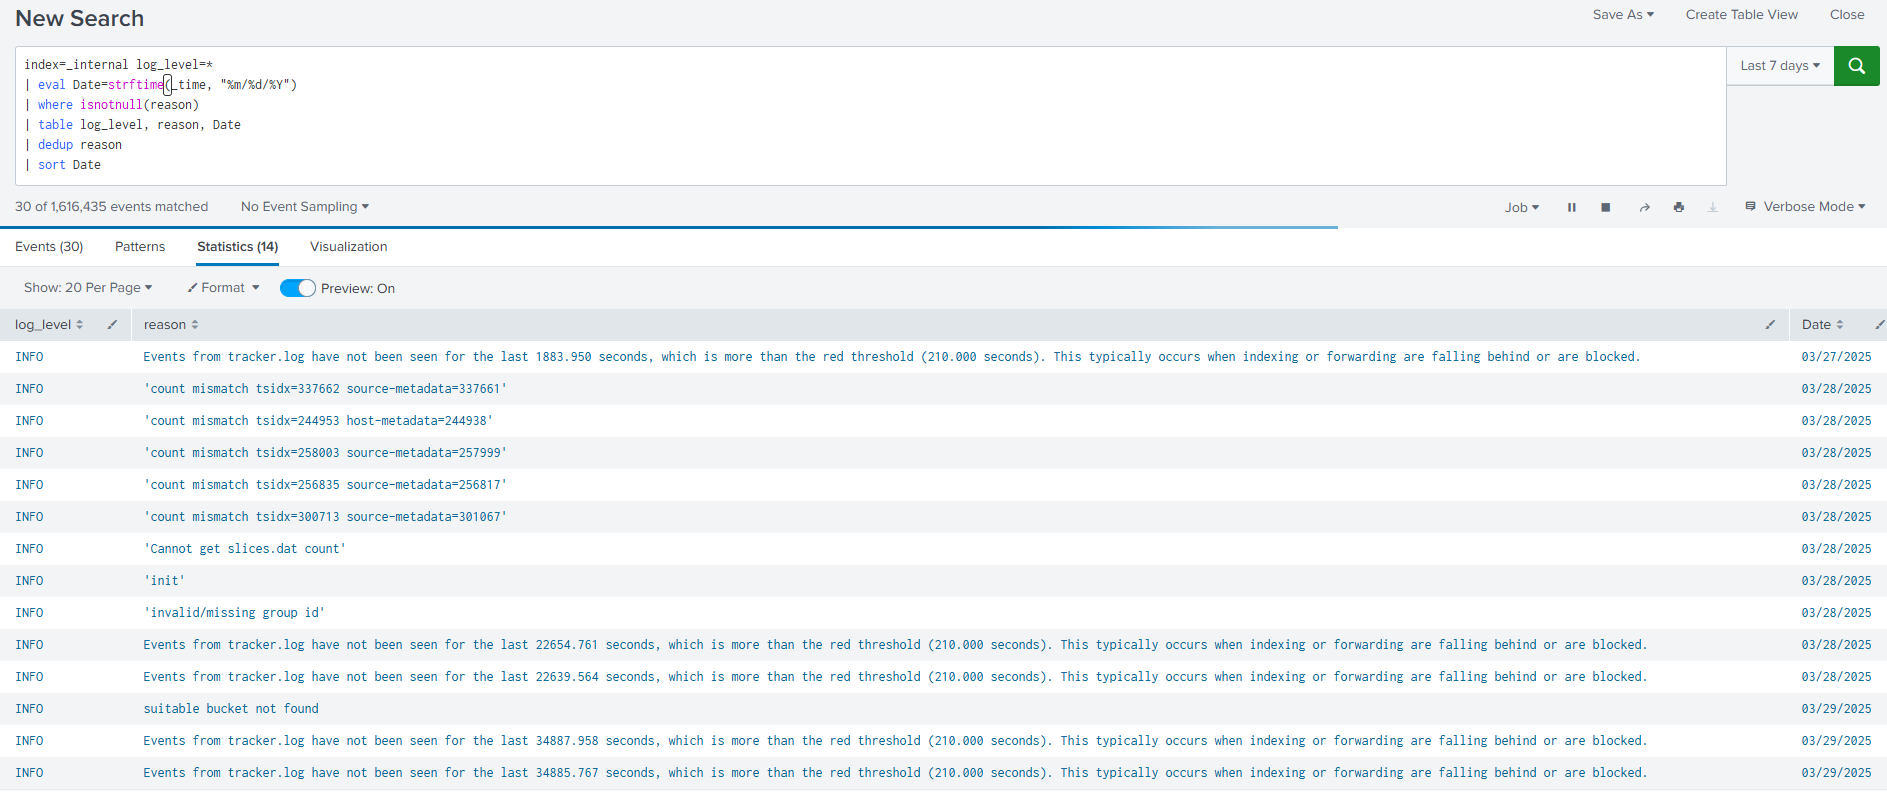 New Search
Save As Create Table View Close
index=_internal log_level=*
| eval Date=strftime(_time, "%m/%d/%Y")
| where isnotnull(reason)
| table log_level, reason, Date
| dedup reason
| sort Date
Last 7 days
30 of 1,616,435 events matched No Event Sampling Job Verbose Mode
Events (30) Patterns Statistics (14) Visualization
Show: 20 Per Page Format Preview: On
log_level reason Date
INFO Events from tracker.log have not been seen for the last 1883.950 seconds, which is more than the red threshold (210.000 seconds). This typically occurs when indexing or forwarding are falling behind or are blocked. 03/27/2025
INFO 'count mismatch tsidx=337662 source-metadata=337661' 03/28/2025
INFO 'count mismatch tsidx=244953 host-metadata=244938' 03/28/2025
INFO 'count mismatch tsidx=258003 source-metadata=257999' 03/28/2025
INFO 'count mismatch tsidx=256835 source-metadata=256817' 03/28/2025
INFO 'count mismatch tsidx=300713 source-metadata=301067' 03/28/2025
INFO 'Cannot get slices.dat count' 03/28/2025
INFO 'init' 03/28/2025
INFO 'invalid/missing group id' 03/28/2025
INFO Events from tracker.log have not been seen for the last 22654.761 seconds, which is more than the red threshold (210.000 seconds). This typically occurs when indexing or forwarding are falling behind or are blocked. 03/28/2025
INFO Events from tracker.log have not been seen for the last 22639.564 seconds, which is more than the red threshold (210.000 seconds). This typically occurs when indexing or forwarding are falling behind or are blocked. 03/28/2025
INFO suitable bucket not found 03/29/2025
INFO Events from tracker.log have not been seen for the last 34887.958 seconds, which is more than the red threshold (210.000 seconds). This typically occurs when indexing or forwarding are falling behind or are blocked. 03/29/2025
INFO Events from tracker.log have not been seen for the last 34885.767 seconds, which is more than the red threshold (210.000 seconds). This typically occurs when indexing or forwarding are falling behind or are blocked. 03/29/2025